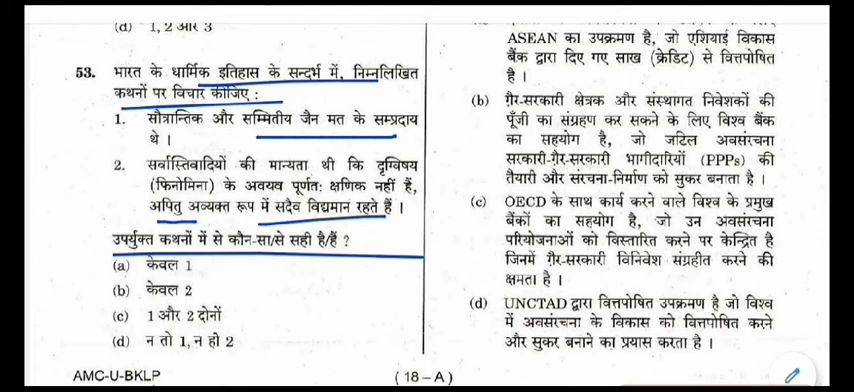 (d) 1, 2 और 3
53. भारत के धार्मिक इतिहास के सन्दर्भ में, निम्नलिखित
कथनों पर विचार कीजिए :
1. सौत्रान्तिक और सम्मितीय जैन मत के सम्प्रदाय
थे ।
2. सर्वास्तिवादियों की मान्यता थी कि दृग्विषय
(फिनोमिना) के अवयव पूर्णत: क्षणिक नहीं हैं,
अपितु अव्यक्त रूप में सदैव विद्यमान रहते हैं ।
उपर्युक्त कथनों में से कौन-सा/से सही है/हैं ?
(a) केवल 1
(b) केवल 2
(c) 1 और 2 दोनों
(d) न तो 1, न ही 2
AMC-U-BKLP
ASEAN का उपक्रमण है, जो एशियाई विकास
बैंक द्वारा दिए गए साख (क्रेडिट) से वित्तपोषित
है ।
(b) ग़ैर-सरकारी क्षेत्रक और संस्थागत निवेशकों की
पूँजी का संग्रहण कर सकने के लिए विश्व बैंक
का सहयोग है, जो जटिल अवसंरचना
सरकारी-ग़ैर-सरकारी भागीदारियों (PPPs) की
तैयारी और संरचना-निर्माण को सुकर बनाता है ।
(c) OECD के साथ कार्य करने वाले विश्व के प्रमुख
बैंकों का सहयोग है, जो उन अवसंरचना
परियोजनाओं को विस्तारित करने पर केन्द्रित है
जिनमें ग़ैर-सरकारी विनिवेश संग्रहीत करने की
क्षमता है ।
(d) UNCTAD द्वारा वित्तपोषित उपक्रमण है जो विश्व
में अवसंरचना के विकास को वित्तपोषित करने
और सुकर बनाने का प्रयास करता है ।
( 18 – A )